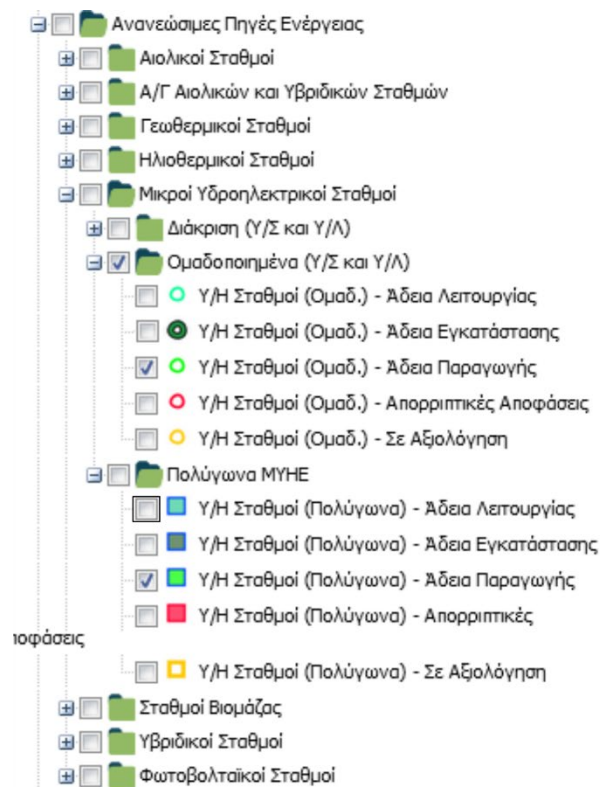 Ανανεώσιμες Πηγές Ενέργειας
Αιολικοί Σταθμοί
Α/Γ Αιολικών και Υβριδικών Σταθμών
Γεωθερμικοί Σταθμοί
Ηλιοθερμικοί Σταθμοί
Μικροί Υδροηλεκτρικοί Σταθμοί
Διάκριση (Υ/Σ και Υ/Λ)
Ομαδοποιημένα (Υ/Σ και Υ/Λ)
Υ/Η Σταθμοί (Ομαδ.) - Άδεια Λειτουργίας
Υ/Η Σταθμοί (Ομαδ.) - Άδεια Εγκατάστασης
Υ/Η Σταθμοί (Ομαδ.) - Άδεια Παραγωγής
Υ/Η Σταθμοί (Ομαδ.) - Απορριπτικές Αποφάσεις
Υ/Η Σταθμοί (Ομαδ.) - Σε Αξιολόγηση
Πολύγωνα ΜΥΗΕ
Υ/Η Σταθμοί (Πολύγωνα) - Άδεια Λειτουργίας
Υ/Η Σταθμοί (Πολύγωνα) - Άδεια Εγκατάστασης
Υ/Η Σταθμοί (Πολύγωνα) - Άδεια Παραγωγής
Υ/Η Σταθμοί (Πολύγωνα) - Απορριπτικές
ποφάσεις
Υ/Η Σταθμοί (Πολύγωνα) - Σε Αξιολόγηση
Σταθμοί Βιομάζας
Υβριδικοί Σταθμοί
Φωτοβολταϊκοί Σταθμοί